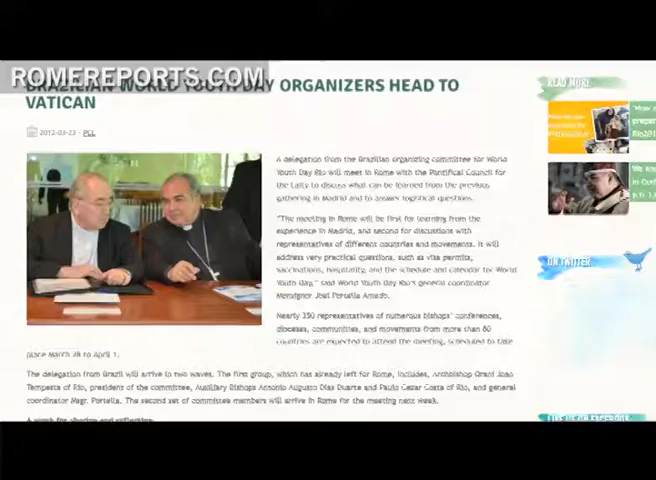 ROMEREPORTS.COM
BRAZILIAN WORLD YOUTH DAY ORGANIZERS HEAD TO
VATICAN
2012-03-23 - PCL
A delegation from the Brazilian organizing committee for World
Youth Day Rio will meet in Rome with the Pontifical Council for
the Laity to discuss what can be learned from the previous
gathering in Madrid and to answer logistical questions.
"The meeting in Rome will be first for learning from the
experience in Madrid, and second for discussions with
representatives of different countries and movements. It will
address very practical questions, such as visa permits,
vaccinations, hospitality, and the schedule and calendar for World
Youth Day," said World Youth Day Rio's general coordinator
Monsignor Joel Portella Amado.
Nearly 350 representatives of numerous bishops' conferences,
dioceses, communities, and movements from more than 80
countries are expected to attend the meeting, scheduled to take
place March 28 to April 1.
The delegation from Brazil will arrive in two waves. The first group, which has already left for Rome, includes, Archbishop Orani Joao
Tempesta of Rio, president of the committee, Auxiliary Bishops Antonio Augusto Dias Duarte and Paulo Cezar Costa of Rio, and general
coordinator Msgr. Portella. The second set of committee members will arrive in Rome for the meeting next week.
READ MORE
Rio201
ON TWITTER